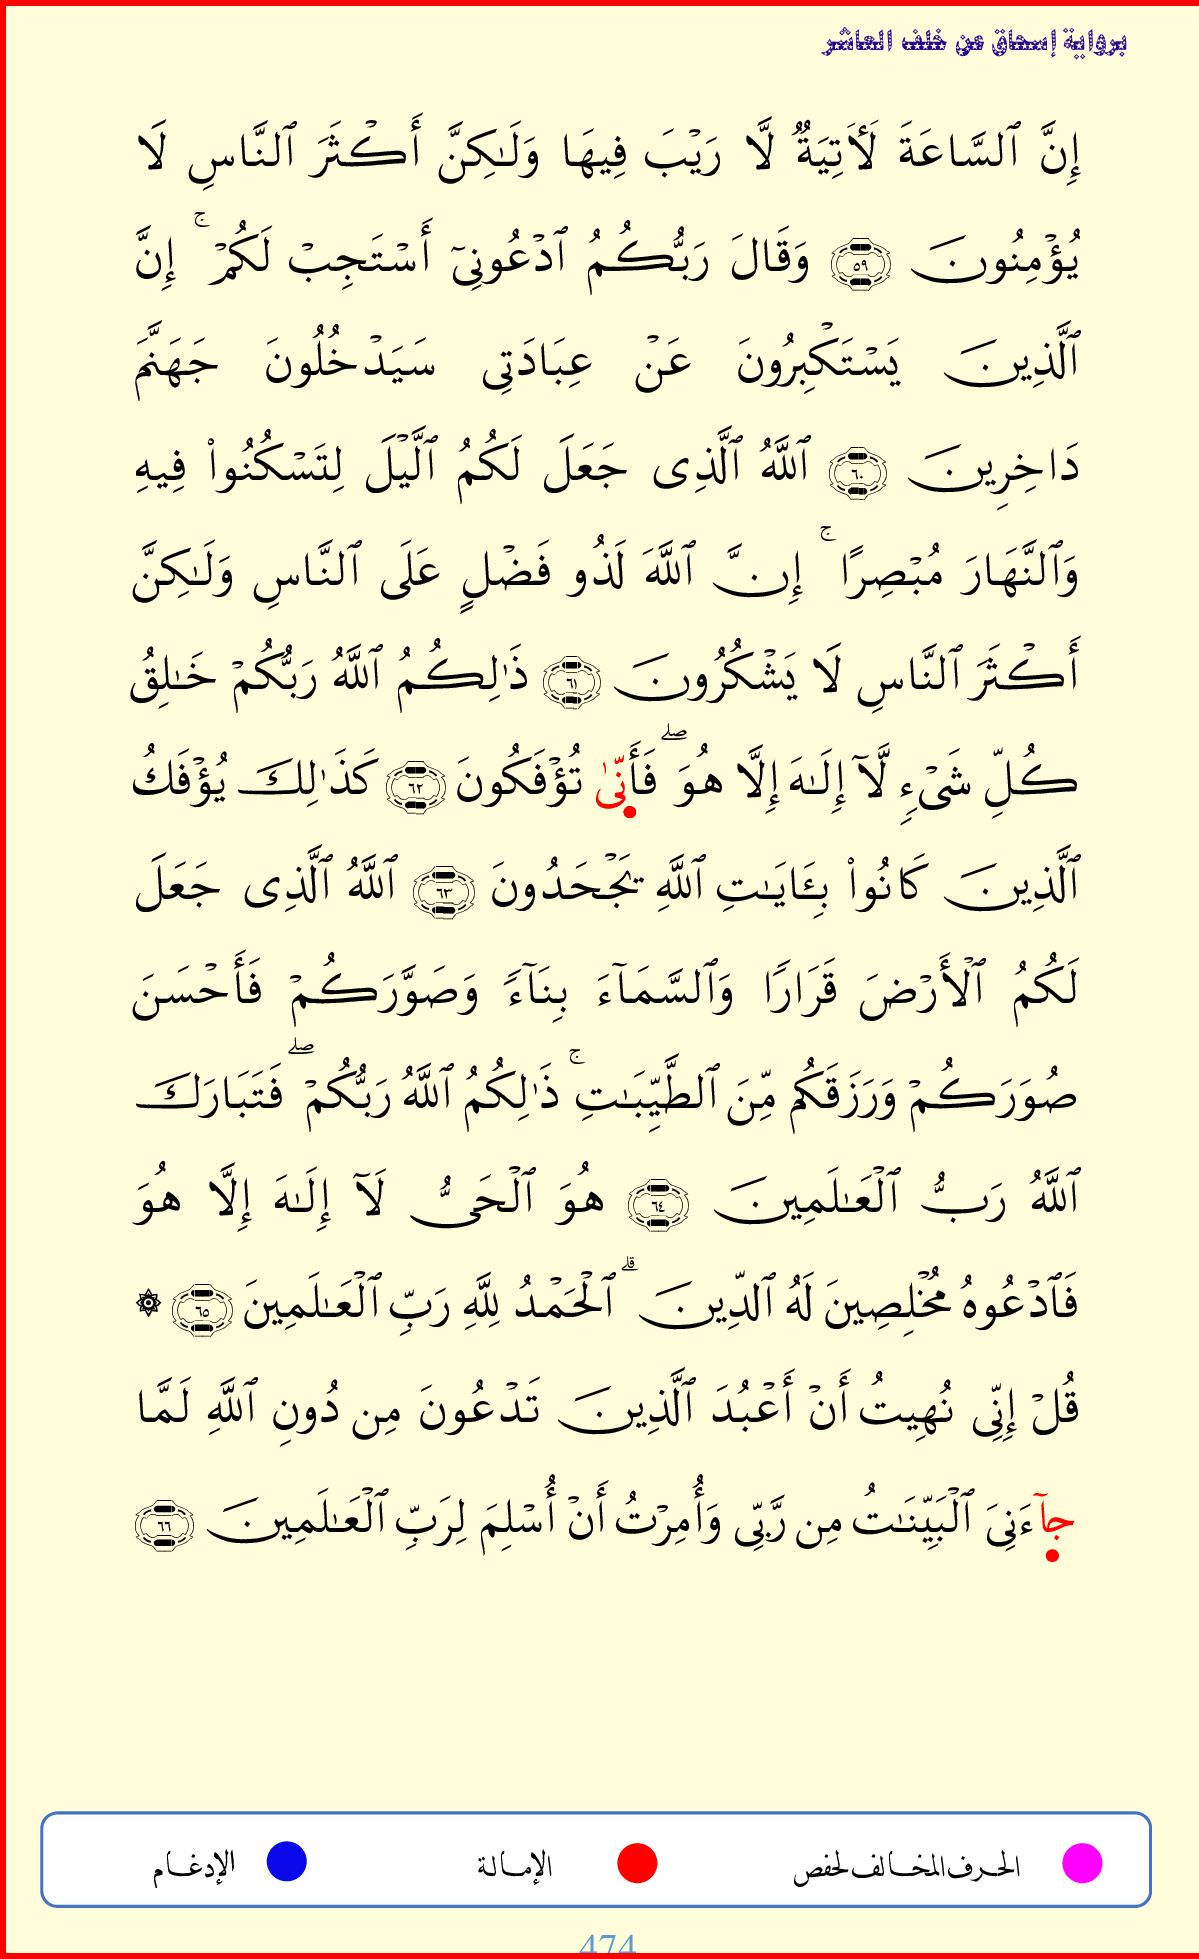 برواية إسحاق عن خلف العاشر
إِنَّ ٱلسَّاعَةَ لَأٓتِيَةٌ لَّا رَيْبَ فِيهَا وَلَـٰكِنَّ أَكْثَرَ ٱلنَّاسِ لَا
يُؤْمِنُونَ ٥٩ وَقَالَ رَبُّكُمُ ٱدْعُونِىٓ أَسْتَجِبْ لَكُمْ ۚ إِنَّ
ٱلَّذِينَ يَسْتَكْبِرُونَ عَنْ عِبَادَتِى سَيَدْخُلُونَ جَهَنَّمَ
دَاخِرِينَ ٦٠ ٱللَّهُ ٱلَّذِى جَعَلَ لَكُمُ ٱلَّيْلَ لِتَسْكُنُوا۟ فِيهِ
وَٱلنَّهَارَ مُبْصِرًا ۚ إِنَّ ٱللَّهَ لَذُو فَضْلٍ عَلَى ٱلنَّاسِ وَلَـٰكِنَّ
أَكْثَرَ ٱلنَّاسِ لَا يَشْكُرُونَ ٦١ ذَٰلِكُمُ ٱللَّهُ رَبُّكُمْ خَـٰلِقُ
كُلِّ شَىْءٍ لَّآ إِلَـٰهَ إِلَّا هُوَ ۖ فَأَنّىٰ تُؤْفَكُونَ ٦٢ كَذَٰلِكَ يُؤْفَكُ
ٱلَّذِينَ كَانُوا۟ بِـَٔايَـٰتِ ٱللَّهِ يَجْحَدُونَ ٦٣ ٱللَّهُ ٱلَّذِى جَعَلَ
لَكُمُ ٱلْأَرْضَ قَرَارًا وَٱلسَّمَآءَ بِنَآءً وَصَوَّرَكُمْ فَأَحْسَنَ
صُوَرَكُمْ وَرَزَقَكُم مِّنَ ٱلطَّيِّبَـٰتِ ۚ ذَٰلِكُمُ ٱللَّهُ رَبُّكُمْ ۖ فَتَبَارَكَ
ٱللَّهُ رَبُّ ٱلْعَـٰلَمِينَ ٦٤ هُوَ ٱلْحَىُّ لَآ إِلَـٰهَ إِلَّا هُوَ
فَٱدْعُوهُ مُخْلِصِينَ لَهُ ٱلدِّينَ ۗ ٱلْحَمْدُ لِلَّهِ رَبِّ ٱلْعَـٰلَمِينَ ٦٥ ۞
قُلْ إِنِّى نُهِيتُ أَنْ أَعْبُدَ ٱلَّذِينَ تَدْعُونَ مِن دُونِ ٱللَّهِ لَمَّا
جآءَنِىَ ٱلْبَيِّنَـٰتُ مِن رَّبِّى وَأُمِرْتُ أَنْ أُسْلِمَ لِرَبِّ ٱلْعَـٰلَمِينَ ٦٦
الحرف المخالف لحفص الإمالة الإدغام
474